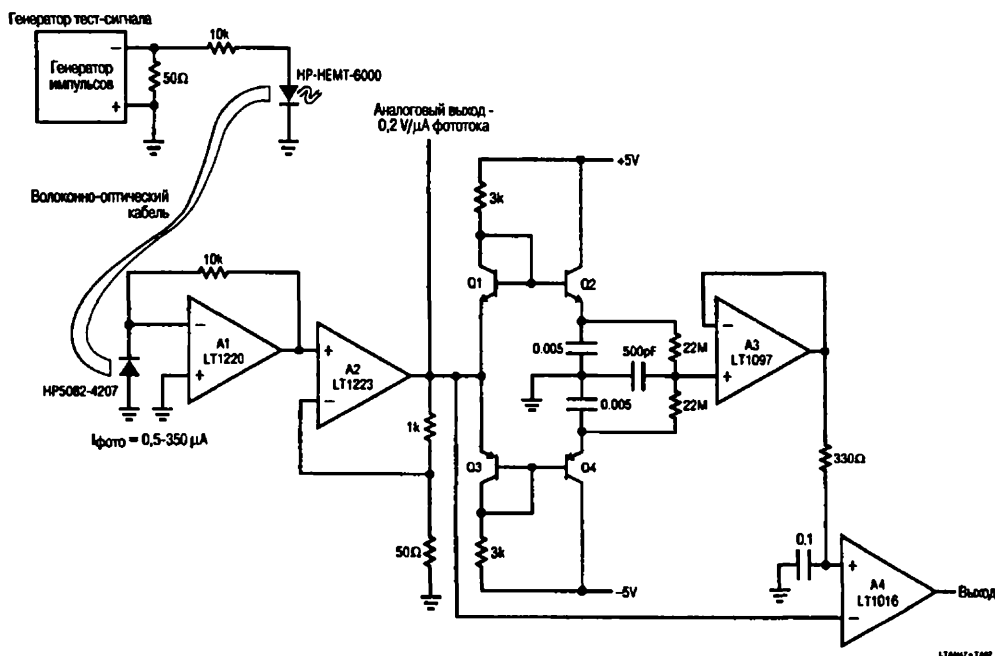 Генератор тест-сигнала
Генератор
импульсов
−
+
50Ω
10k
HP-HEMT-6000
Аналоговый выход -
0,2 V/μA фототока
Волоконно-оптический
кабель
10k
A1
LT1220
−
+
HP5082-4207
Iфото = 0,5-350 μA
A2
LT1223
+
−
1k
50Ω
+5V
3k
Q1
Q2
0.005
500pF
22M
0.005
22M
Q3
Q4
3k
−5V
A3
LT1097
−
+
330Ω
0.1
A4
LT1016
+
−
Выход